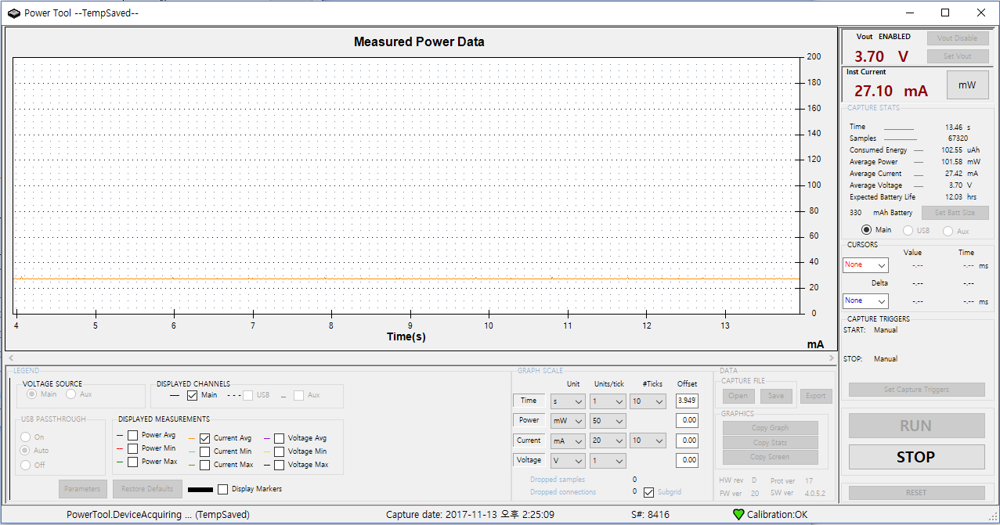 Power Tool --TempSaved--
Measured Power Data
200
180
160
140
120
100
80
60
40
20
0
4 5 6 7 8 9 10 11 12 13
Time(s)
mA
Vout ENABLED Vout Disable
3.70 V Set Vout
Inst Current
27.10 mA mW
CAPTURE STATS
Time 13.46 s
Samples 67320
Consumed Energy 102.55 uAh
Average Power 101.58 mW
Average Current 27.42 mA
Average Voltage 3.70 V
Expected Battery Life 12.03 hrs
330 mAh Battery Set Batt Size
Main USB Aux
CURSORS
Value Time
None -.-- -.-- ms
Delta -.-- -.--
None -.-- -.-- ms
CAPTURE TRIGGERS
START: Manual
STOP: Manual
Set Capture Triggers
RUN
STOP
RESET
LEGEND
VOLTAGE SOURCE
Main Aux
DISPLAYED CHANNELS
Main USB Aux
USB PASSTHROUGH
On
Auto
Off
DISPLAYED MEASUREMENTS
Power Avg Current Avg Voltage Avg
Power Min Current Min Voltage Min
Power Max Current Max Voltage Max
Parameters Restore Defaults Display Markers
GRAPH SCALE
Unit Units/tick #Ticks Offset
Time s 1 10 3.949
Power mW 50 0.00
Current mA 20 10 0.00
Voltage V 1 0.00
Dropped samples 0
Dropped connections 0 Subgrid
DATA
CAPTURE FILE
Open Save Export
GRAPHICS
Copy Graph
Copy Stats
Copy Screen
HW rev D Prot ver 17
FW ver 20 SW ver 4.0.5.2
PowerTool.DeviceAcquiring ... (TempSaved) Capture date: 2017-11-13 오후 2:25:09 S#: 8416 Calibration:OK